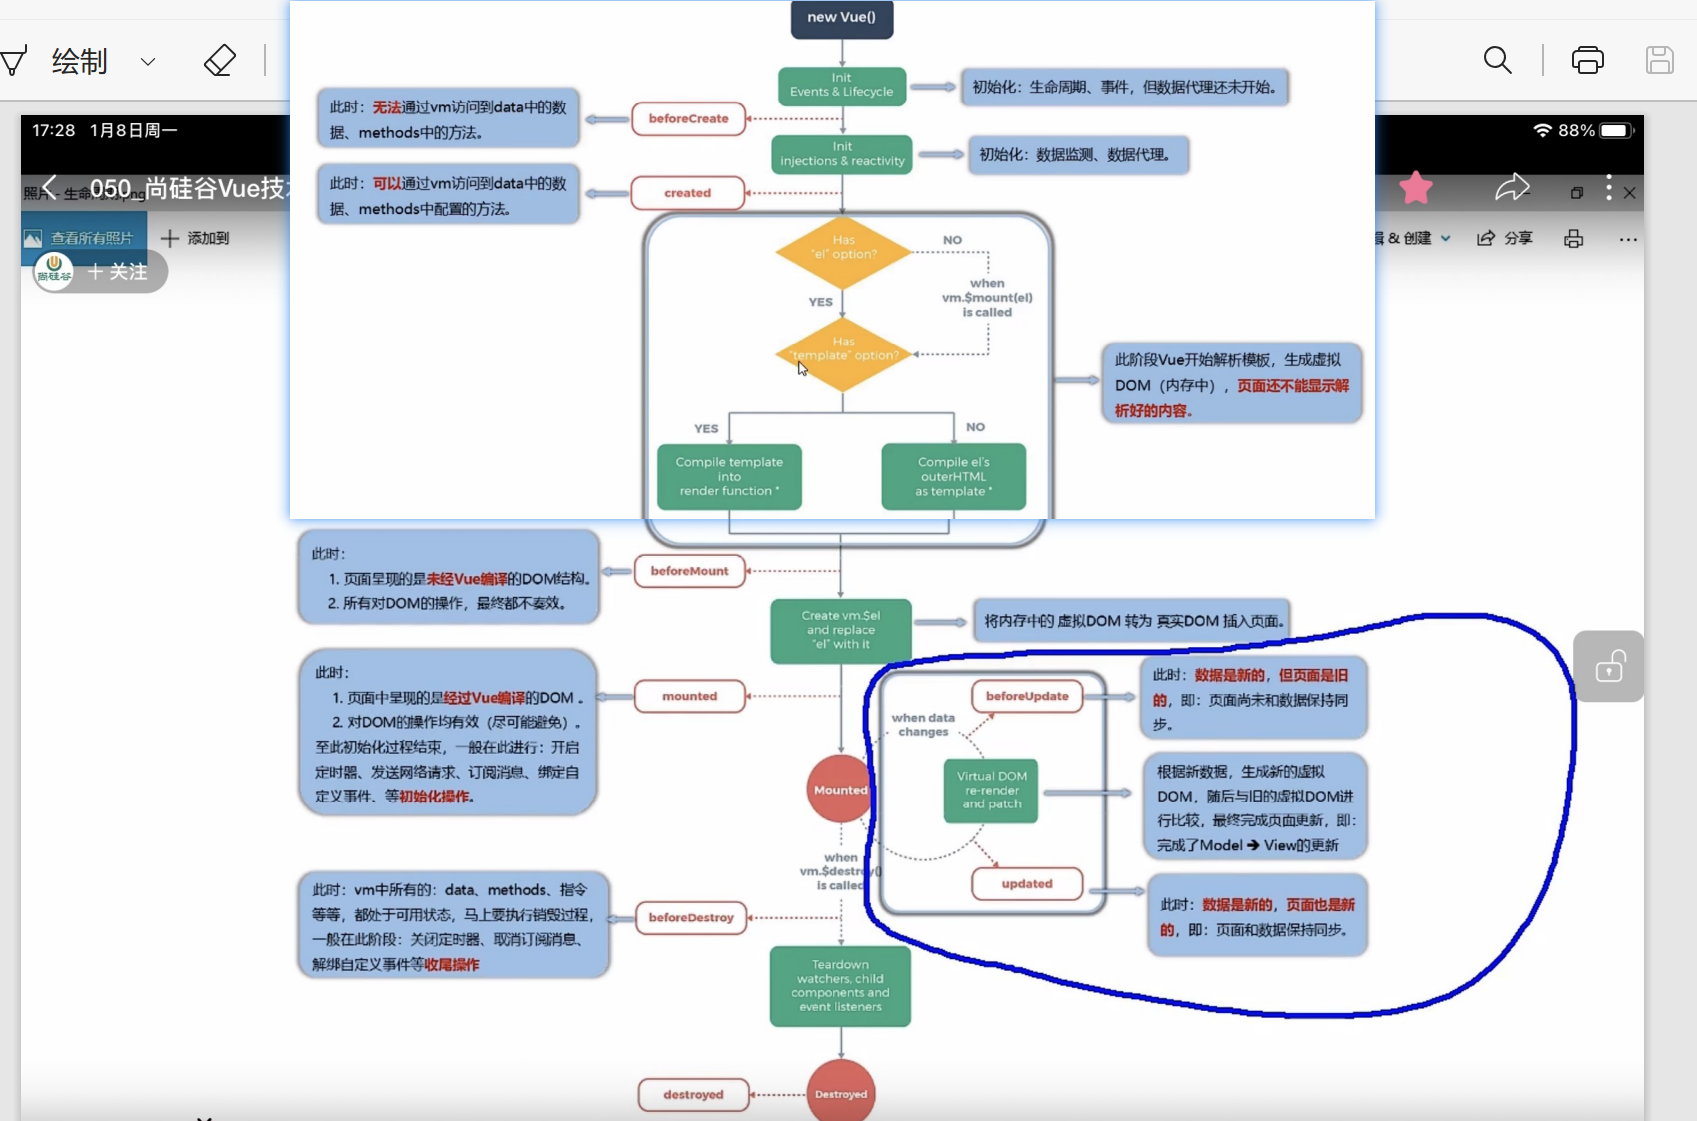 绘制
17:28 1月8日周一
88%
照片 - 生命
.png
050_尚硅谷Vue技
查看所有照片
添加到
尚硅谷
+ 关注
& 创建
分享
new Vue()
Init
Events & Lifecycle
初始化：生命周期、事件，但数据代理还未开始。
此时：无法通过vm访问到data中的数
据、methods中的方法。
beforeCreate
Init
injections & reactivity
初始化：数据监测、数据代理。
此时：可以通过vm访问到data中的数
据、methods中配置的方法。
created
Has
"el" option?
NO
when
vm.$mount(el)
is called
YES
Has
"template" option?
此阶段Vue开始解析模板，生成虚拟
DOM（内存中），页面还不能显示解
析好的内容。
YES
NO
Compile template
into
render function *
Compile el's
outerHTML
as template *
此时：
1. 页面呈现的是未经Vue编译的DOM结构。
2. 所有对DOM的操作，最终都不奏效。
beforeMount
Create vm.$el
and replace
"el" with it
将内存中的 虚拟DOM 转为 真实DOM 插入页面。
此时：
1. 页面中呈现的是经过Vue编译的DOM 。
2. 对DOM的操作均有效（尽可能避免）。
至此初始化过程结束，一般在此进行：开启
定时器、发送网络请求、订阅消息、绑定自
定义事件、等初始化操作。
mounted
Mounted
when data
changes
beforeUpdate
此时：数据是新的，但页面是旧
的，即：页面尚未和数据保持同
步。
Virtual DOM
re-render
and patch
根据新数据，生成新的虚拟
DOM，随后与旧的虚拟DOM进
行比较，最终完成页面更新，即：
完成了Model ➔ View的更新
updated
此时：数据是新的，页面也是新
的，即：页面和数据保持同步。
when
vm.$destroy()
is called
此时：vm中所有的：data、methods、指令
等等，都处于可用状态，马上要执行销毁过程，
一般在此阶段：关闭定时器、取消订阅消息、
解绑自定义事件等收尾操作
beforeDestroy
Teardown
watchers, child
components and
event listeners
destroyed
Destroyed